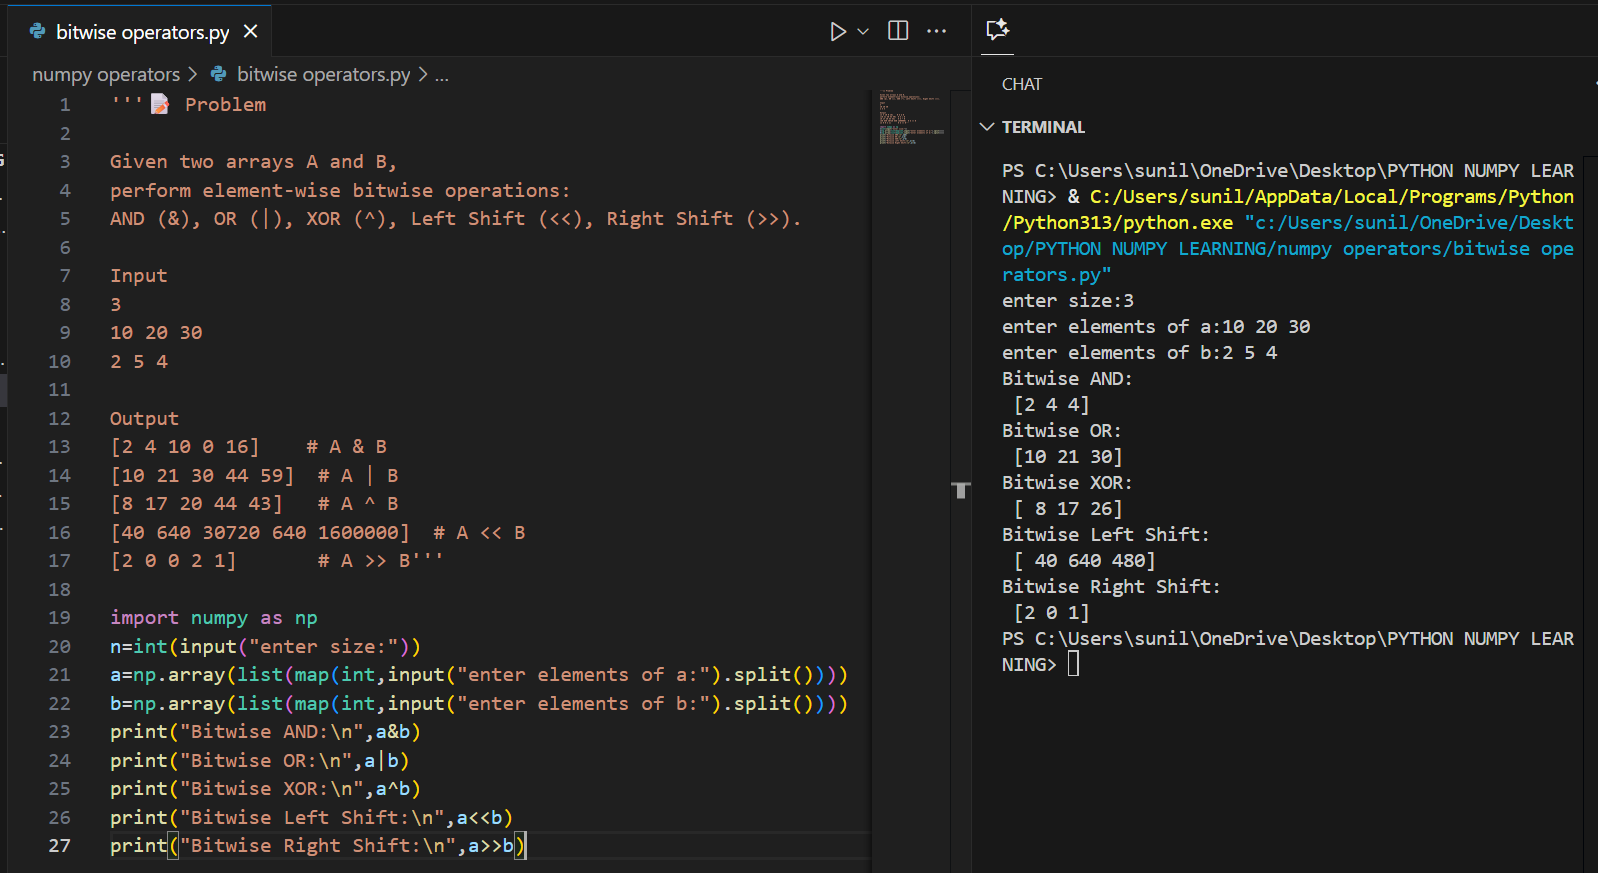 bitwise operators.py
numpy operators > bitwise operators.py > ...
1 ''' Problem
2
3 Given two arrays A and B,
4 perform element-wise bitwise operations:
5 AND (&), OR (|), XOR (^), Left Shift (<<), Right Shift (>>).
6
7 Input
8 3
9 10 20 30
10 2 5 4
11
12 Output
13 [2 4 10 0 16]    # A & B
14 [10 21 30 44 59]  # A | B
15 [8 17 20 44 43]   # A ^ B
16 [40 640 30720 640 1600000]  # A << B
17 [2 0 0 2 1]       # A >> B'''
18
19 import numpy as np
20 n=int(input("enter size:"))
21 a=np.array(list(map(int,input("enter elements of a:").split())))
22 b=np.array(list(map(int,input("enter elements of b:").split())))
23 print("Bitwise AND:\n",a&b)
24 print("Bitwise OR:\n",a|b)
25 print("Bitwise XOR:\n",a^b)
26 print("Bitwise Left Shift:\n",a<<b)
27 print("Bitwise Right Shift:\n",a>>b)
CHAT
TERMINAL
PS C:\Users\sunil\OneDrive\Desktop\PYTHON NUMPY LEAR
NING> & C:/Users/sunil/AppData/Local/Programs/Python
/Python313/python.exe "c:/Users/sunil/OneDrive/Deskt
op/PYTHON NUMPY LEARNING/numpy operators/bitwise ope
rators.py"
enter size:3
enter elements of a:10 20 30
enter elements of b:2 5 4
Bitwise AND:
 [2 4 4]
Bitwise OR:
 [10 21 30]
Bitwise XOR:
 [ 8 17 26]
Bitwise Left Shift:
 [ 40 640 480]
Bitwise Right Shift:
 [2 0 1]
PS C:\Users\sunil\OneDrive\Desktop\PYTHON NUMPY LEAR
NING>